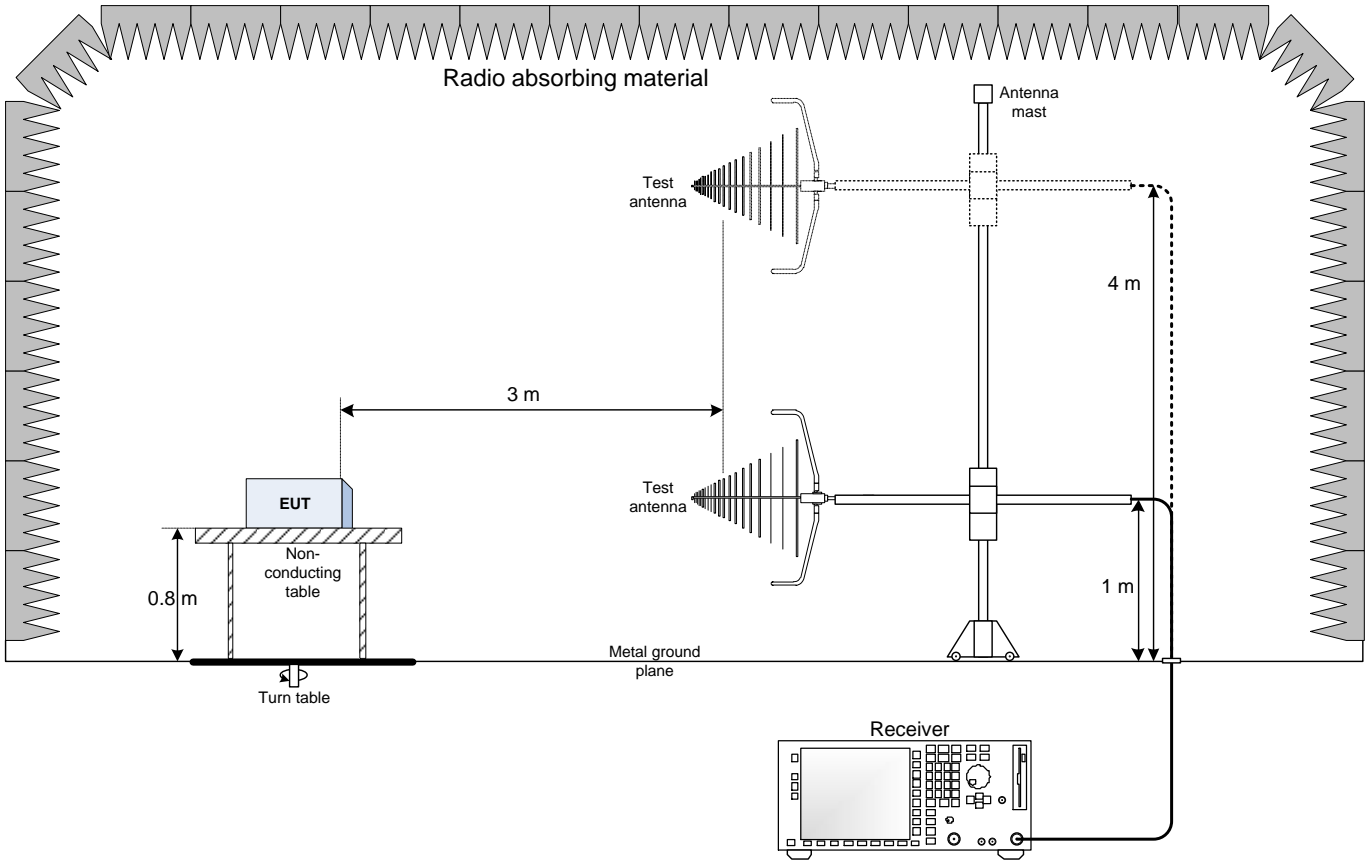 Radio absorbing material
Antenna
mast
Test
antenna
4 m
3 m
Test
antenna
EUT
Non-
conducting
table
0.8 m
1 m
Metal ground
plane
Turn table
Receiver